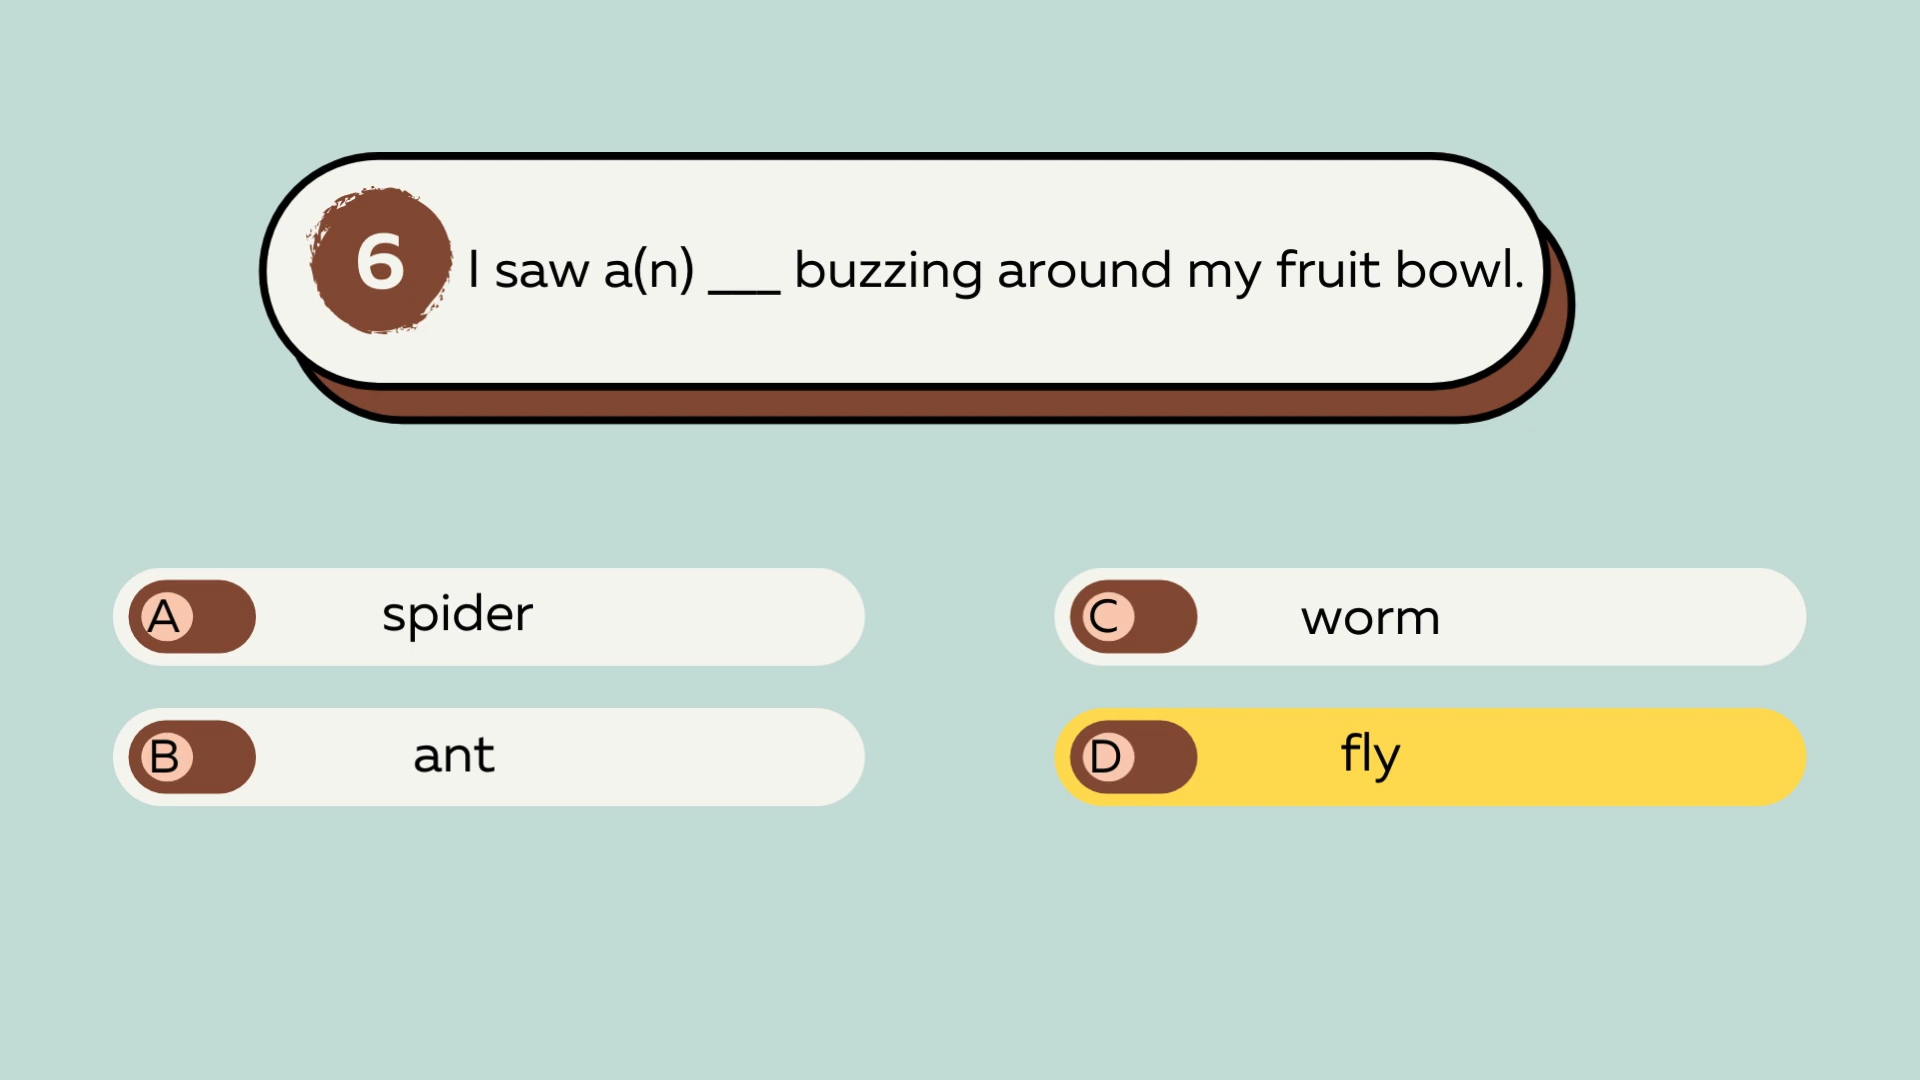 6
I saw a(n) ___ buzzing around my fruit bowl.
A spider
B ant
C worm
D fly